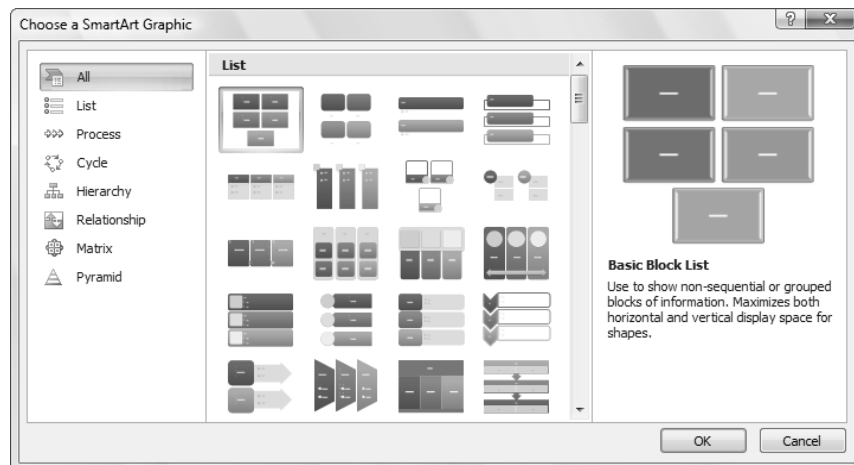 Choose a SmartArt Graphic
All
List
Process
Cycle
Hierarchy
Relationship
Matrix
Pyramid
List
Basic Block List
Use to show non-sequential or grouped
blocks of information. Maximizes both
horizontal and vertical display space for
shapes.
OK
Cancel